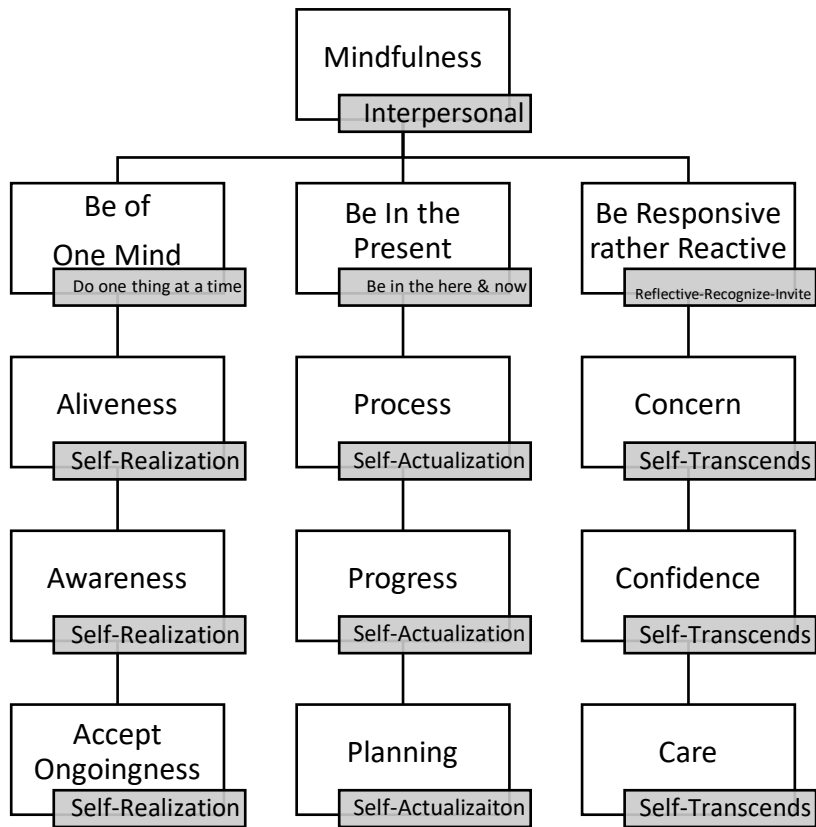 Mindfulness
Interpersonal
Be of
One Mind
Do one thing at a time
Be In the
Present
Be in the here & now
Be Responsive
rather Reactive
Reflective-Recognize-Invite
Aliveness
Self-Realization
Process
Self-Actualization
Concern
Self-Transcends
Awareness
Self-Realization
Progress
Self-Actualization
Confidence
Self-Transcends
Accept
Ongoingness
Self-Realization
Planning
Self-Actualizaiton
Care
Self-Transcends